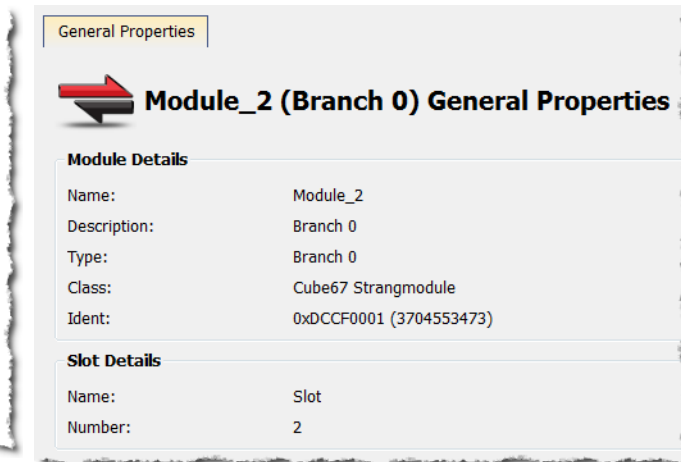 General Properties
Module_2 (Branch 0) General Properties
Module Details
Name: Module_2
Description: Branch 0
Type: Branch 0
Class: Cube67 Strangmodule
Ident: 0xDCCF0001 (3704553473)
Slot Details
Name: Slot
Number: 2